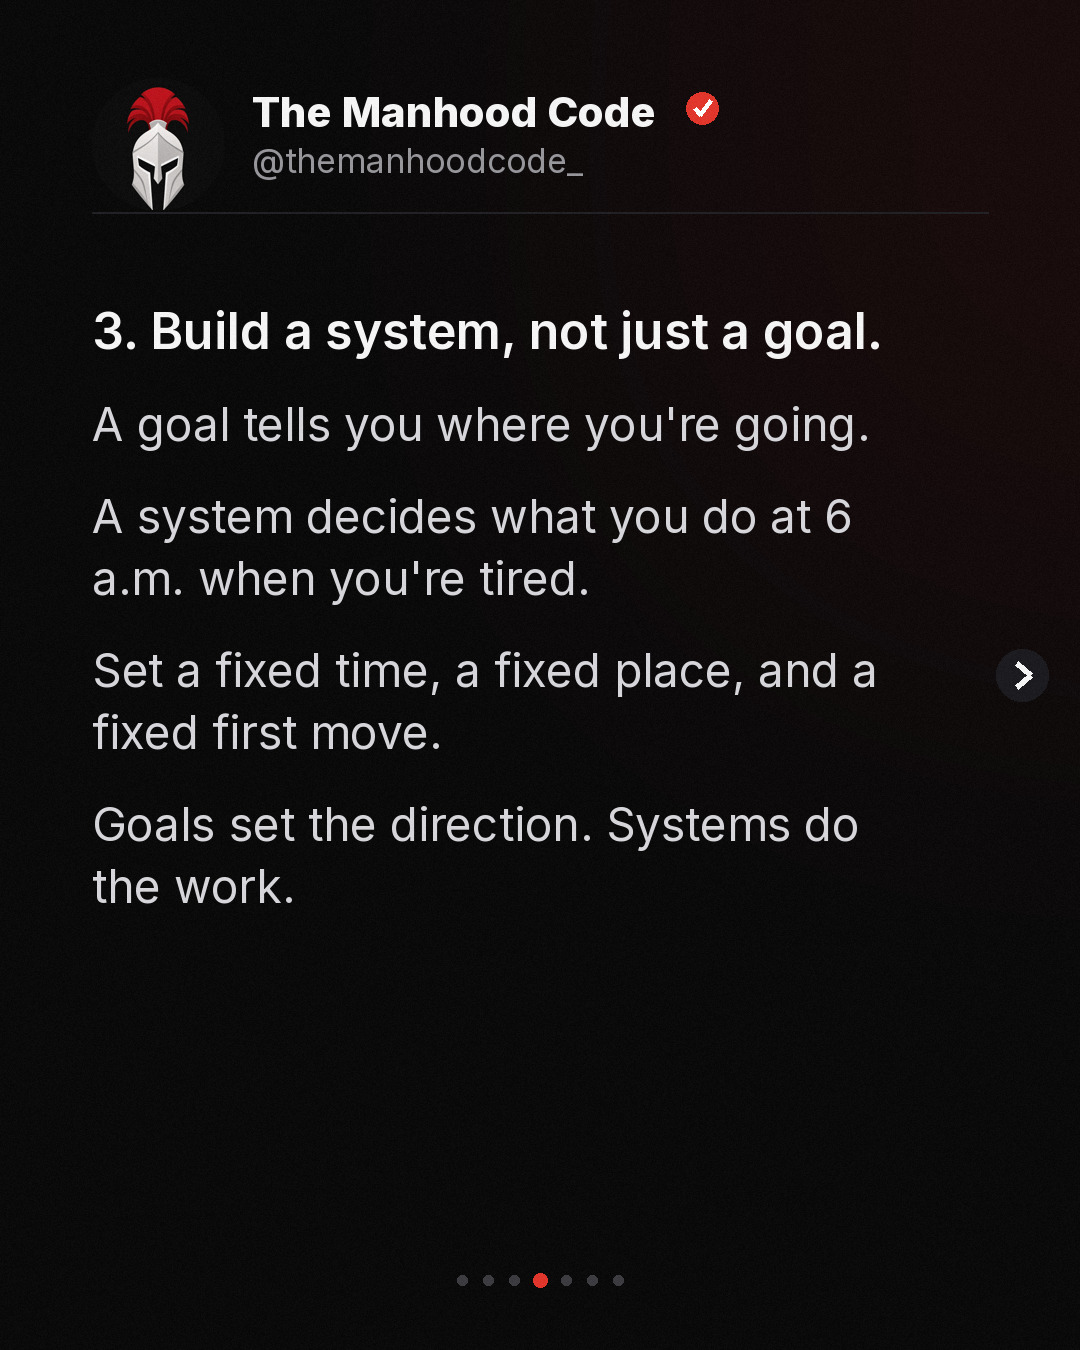 The Manhood Code
@themanhoodcode_
3. Build a system, not just a goal.
A goal tells you where you're going.
A system decides what you do at 6
a.m. when you're tired.
Set a fixed time, a fixed place, and a
fixed first move.
Goals set the direction. Systems do
the work.